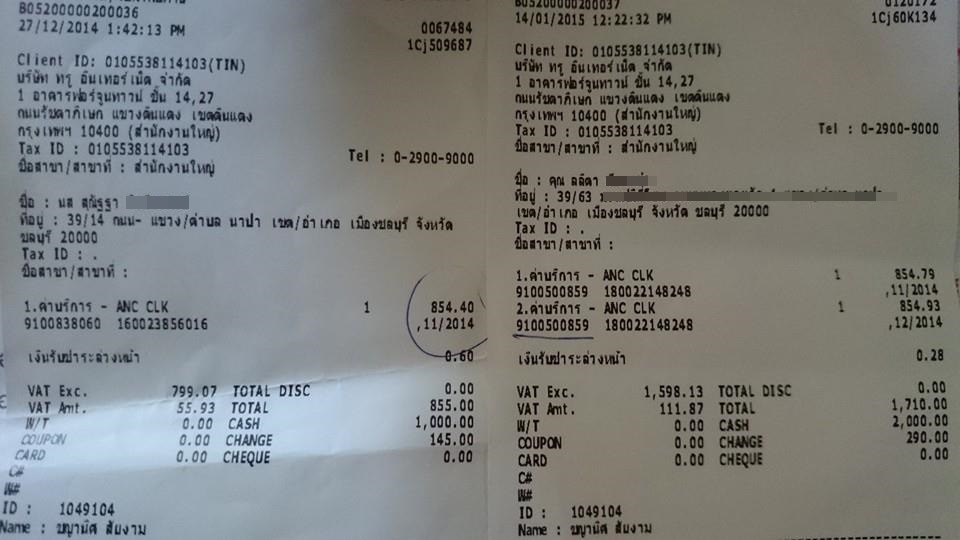 B05200000200036
27/12/2014 1:42:13 PM
0067484
1Cj509687
Client ID: 0105538114103(TIN)
บริษัท ทรู อินเทอร์เน็ต จำกัด
1 อาคารฟอร์จูนทาวน์ ชั้น 14,27
ถนนรัชดาภิเษก แขวงดินแดง เขตดินแดง
กรุงเทพฯ 10400 (สำนักงานใหญ่)
Tax ID : 0105538114103
Tel : 0-2900-9000
ชื่อสาขา/สาขาที่ : สำนักงานใหญ่
ชื่อ : นส สุณัฐฐา
ที่อยู่ : 39/14 ถนน- แขวง/ตำบล นาป่า เขต/อำเภอ เมืองชลบุรี จังหวัด
ชลบุรี 20000
Tax ID : .
ชื่อสาขา/สาขาที่ :
1.ค่าบริการ - ANC CLK 1 854.40
9100838060 160023856016 ,11/2014
เงินรับชำระล่วงหน้า 0.60
VAT Exc. 799.07 TOTAL DISC 0.00
VAT Amt. 55.93 TOTAL 855.00
W/T 0.00 CASH 1,000.00
COUPON 0.00 CHANGE 145.00
CARD 0.00 CHEQUE 0.00
C#
W#
ID : 1049104
Name : ชญานิศ สัยงาม
14/01/2015 12:22:32 PM
1Cj60K134
Client ID: 0105538114103(TIN)
บริษัท ทรู อินเทอร์เน็ต จำกัด
1 อาคารฟอร์จูนทาวน์ ชั้น 14,27
ถนนรัชดาภิเษก แขวงดินแดง เขตดินแดง
กรุงเทพฯ 10400 (สำนักงานใหญ่)
Tax ID : 0105538114103
Tel : 0-2900-9000
ชื่อสาขา/สาขาที่ : สำนักงานใหญ่
ชื่อ : คุณ ลลิตา
ที่อยู่ : 39/63
เขต/อำเภอ เมืองชลบุรี จังหวัด ชลบุรี 20000
Tax ID : .
ชื่อสาขา/สาขาที่ :
1.ค่าบริการ - ANC CLK 1 854.79
9100500859 180022148248 ,11/2014
2.ค่าบริการ - ANC CLK 1 854.93
9100500859 180022148248 ,12/2014
เงินรับชำระล่วงหน้า 0.28
VAT Exc. 1,598.13 TOTAL DISC 0.00
VAT Amt. 111.87 TOTAL 1,710.00
W/T 0.00 CASH 2,000.00
COUPON 0.00 CHANGE 290.00
CARD 0.00 CHEQUE 0.00
C#
W#
ID : 1049104
Name : ชญานิศ สัยงาม